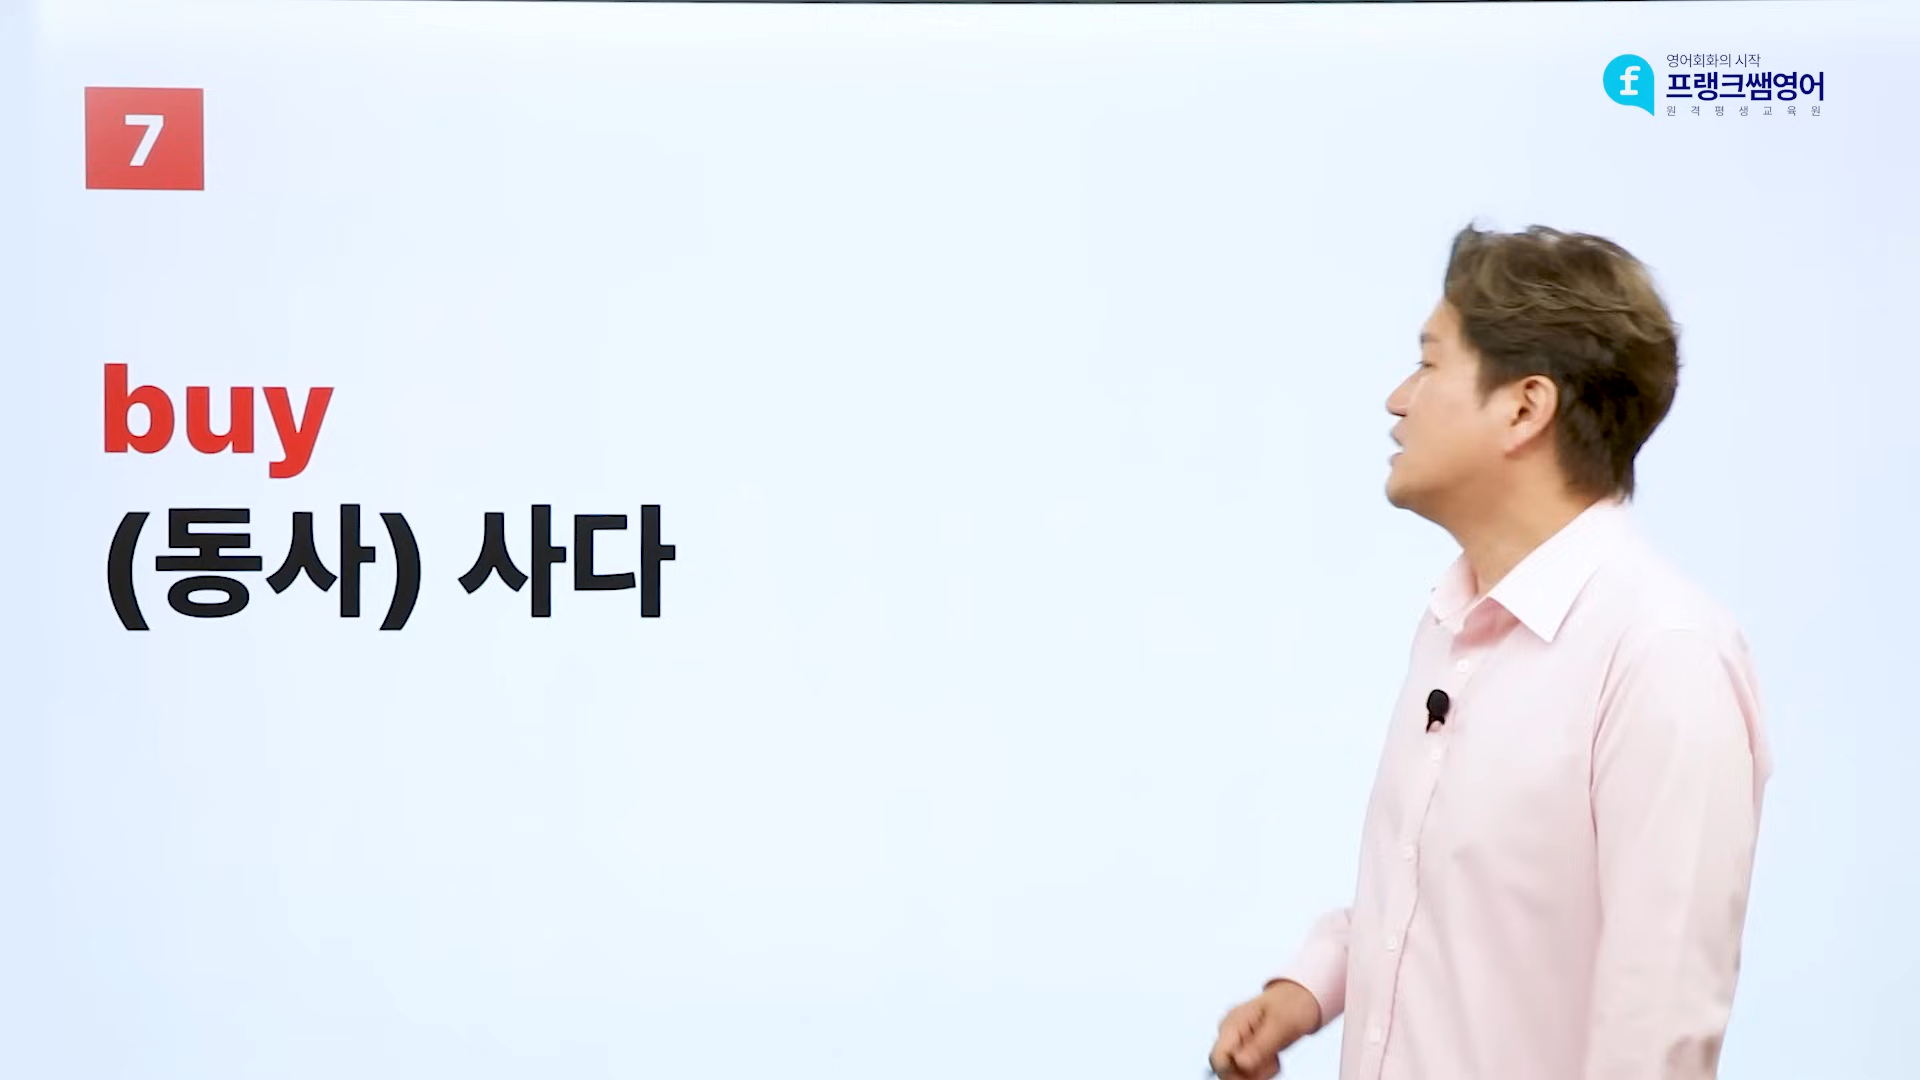 7
영어회화의 시작
f 프랭크쌤영어
원격평생교육원
buy
(동사) 사다